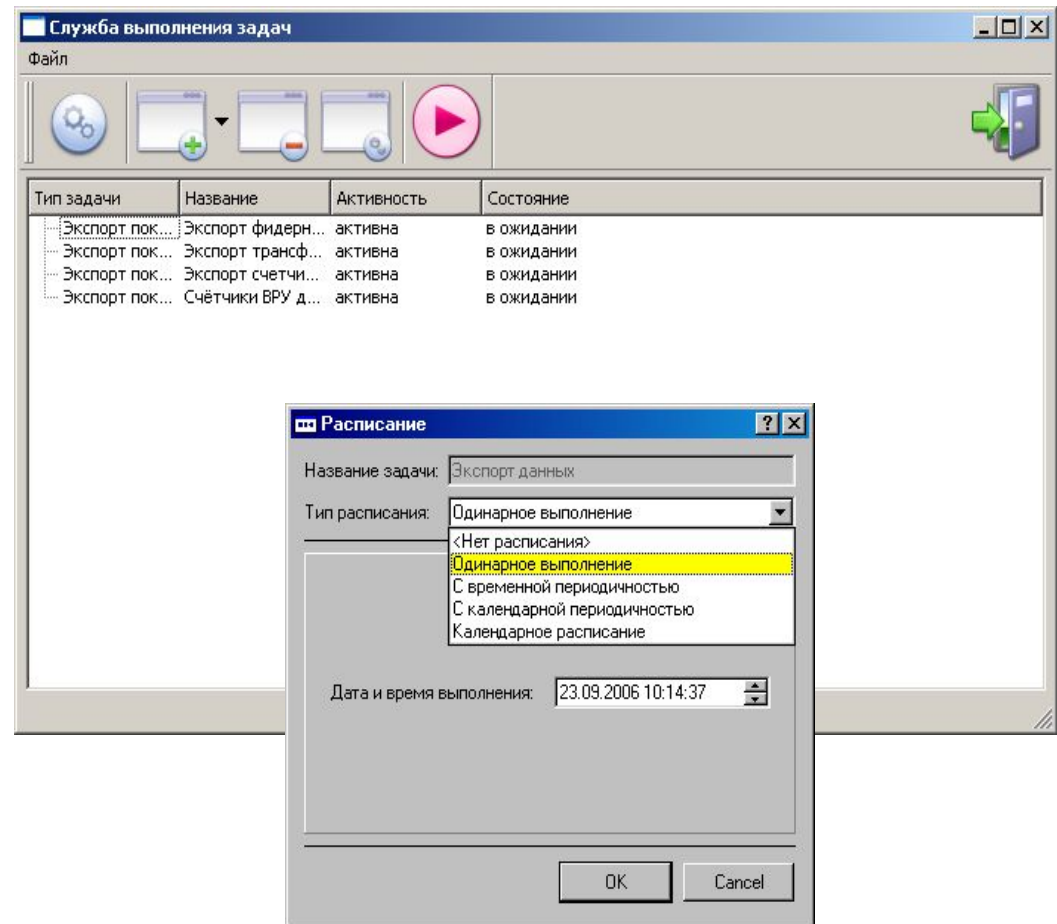 Служба выполнения задач
Файл
Тип задачи Название Активность Состояние
Экспорт пок... Экспорт фидерн... активна в ожидании
Экспорт пок... Экспорт трансф... активна в ожидании
Экспорт пок... Экспорт счетчи... активна в ожидании
Экспорт пок... Счётчики ВРУ д... активна в ожидании
Расписание
Название задачи: Экспорт данных
Тип расписания: Одинарное выполнение
<Нет расписания>
Одинарное выполнение
С временной периодичностью
С календарной периодичностью
Календарное расписание
Дата и время выполнения: 23.09.2006 10:14:37
OK Cancel